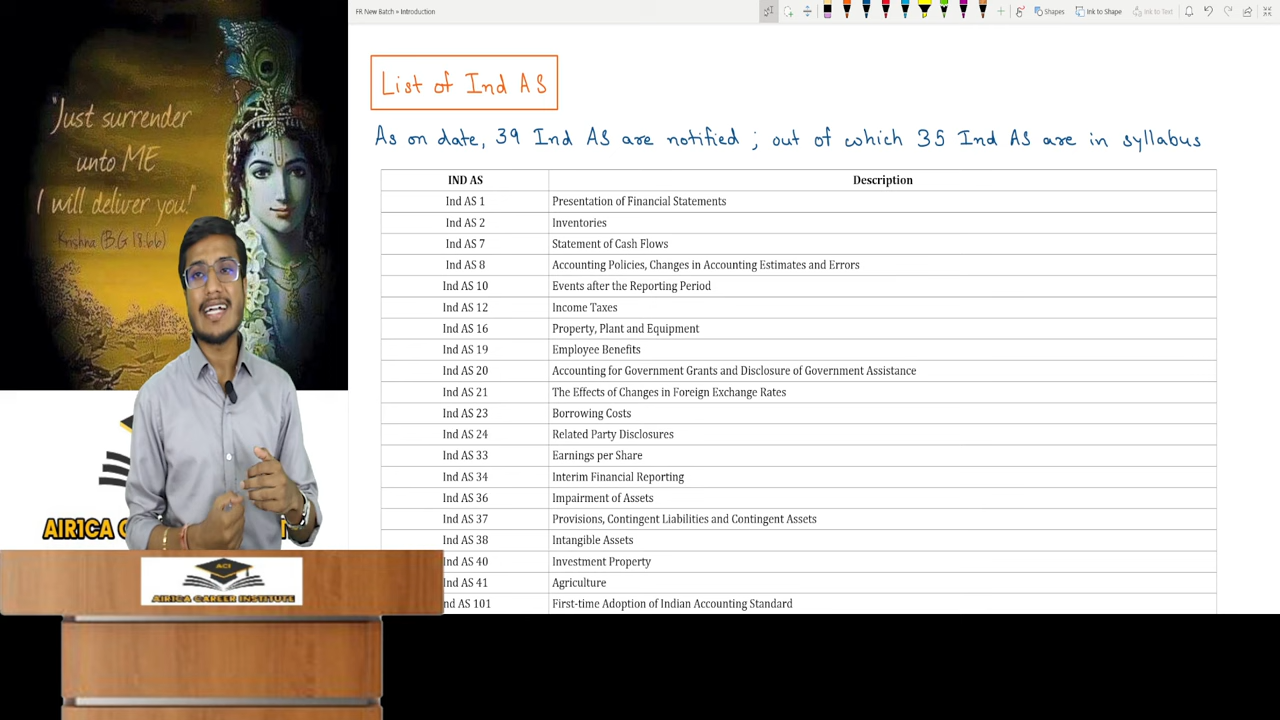 "Just surrender
unto ME
I will deliver you!"
- Krishna (BG 18:66)
AIR1CA C
N
ACI
AIR1CA CAREER INSTITUTE
FR New Batch » Introduction
Shapes
Ink to Shape
Ink to Text
List of Ind AS
As on date, 39 Ind AS are notified ; out of which 35 Ind AS are in syllabus
IND AS Description
Ind AS 1 Presentation of Financial Statements
Ind AS 2 Inventories
Ind AS 7 Statement of Cash Flows
Ind AS 8 Accounting Policies, Changes in Accounting Estimates and Errors
Ind AS 10 Events after the Reporting Period
Ind AS 12 Income Taxes
Ind AS 16 Property, Plant and Equipment
Ind AS 19 Employee Benefits
Ind AS 20 Accounting for Government Grants and Disclosure of Government Assistance
Ind AS 21 The Effects of Changes in Foreign Exchange Rates
Ind AS 23 Borrowing Costs
Ind AS 24 Related Party Disclosures
Ind AS 33 Earnings per Share
Ind AS 34 Interim Financial Reporting
Ind AS 36 Impairment of Assets
Ind AS 37 Provisions, Contingent Liabilities and Contingent Assets
Ind AS 38 Intangible Assets
Ind AS 40 Investment Property
Ind AS 41 Agriculture
nd AS 101 First-time Adoption of Indian Accounting Standard